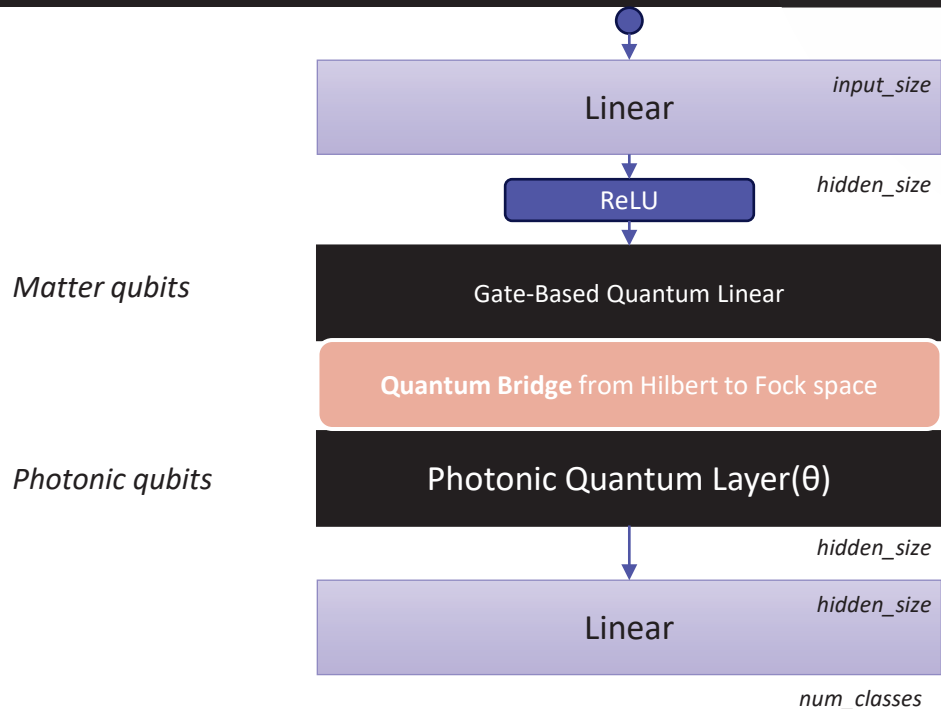 input_size
Linear
hidden_size
ReLU
Matter qubits
Gate-Based Quantum Linear
Quantum Bridge from Hilbert to Fock space
Photonic qubits
Photonic Quantum Layer(θ)
hidden_size
hidden_size
Linear
num_classes